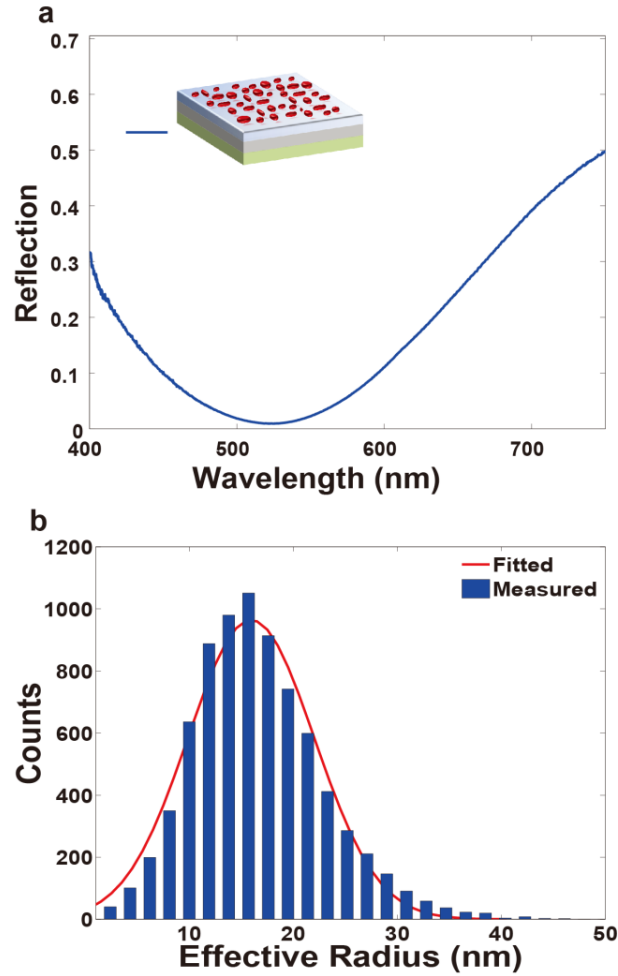 a
0.7
0.6
0.5
0.4
0.3
0.2
0.1
0
Reflection
400 500 600 700
Wavelength (nm)
b
1200
1000
800
600
400
200
0
Counts
Fitted
Measured
10 20 30 40 50
Effective Radius (nm)